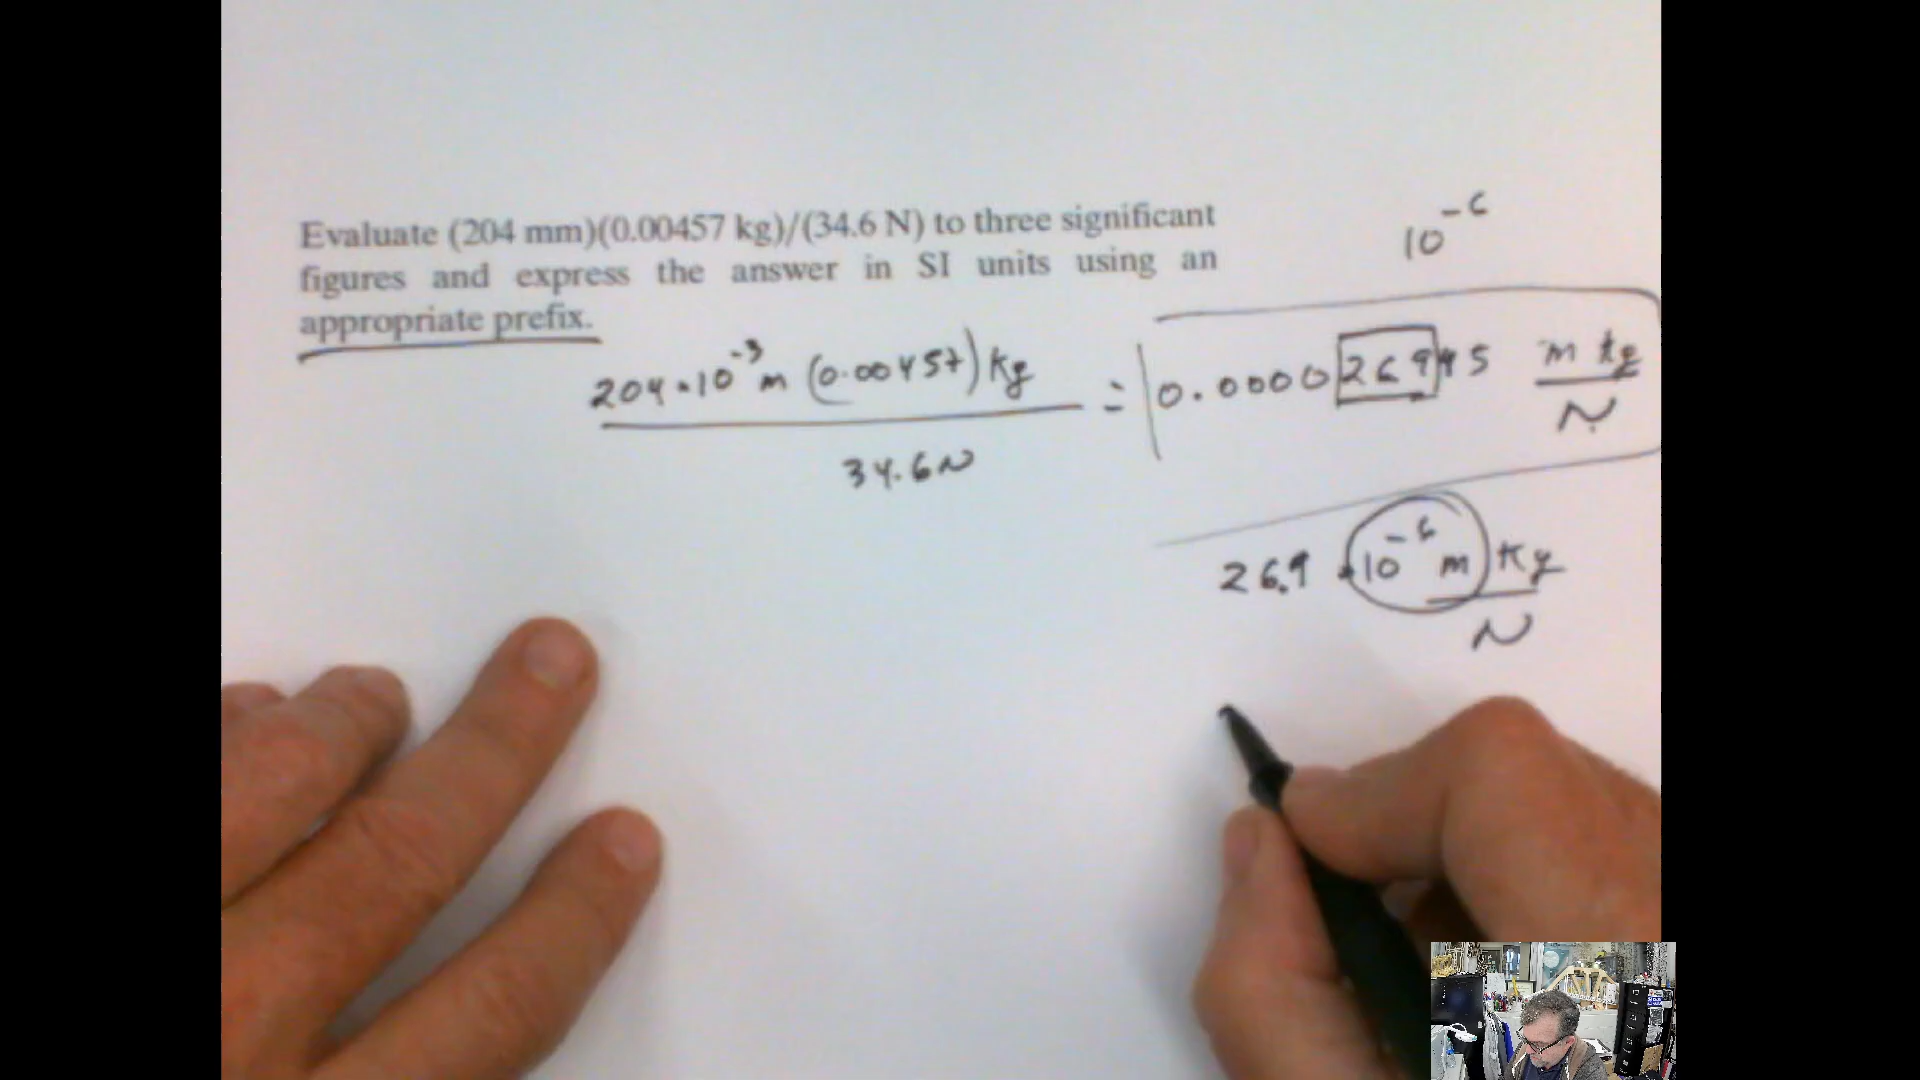 Evaluate (204 mm)(0.00457 kg)/(34.6 N) to three significant
figures and express the answer in SI units using an
appropriate prefix.
10⁻⁶
204·10⁻³ m (0.00457) kg
34.6 N
= 0.000026945 m kg
N
26.9 ·10⁻⁶ m kg
N